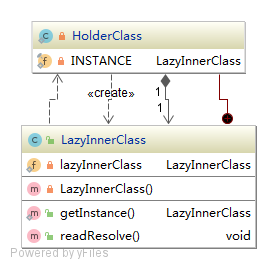 HolderClass
INSTANCE LazyInnerClass
«create»
1
1
LazyInnerClass
lazyInnerClass LazyInnerClass
LazyInnerClass()
getInstance() LazyInnerClass
readResolve() void
Powered by yFiles